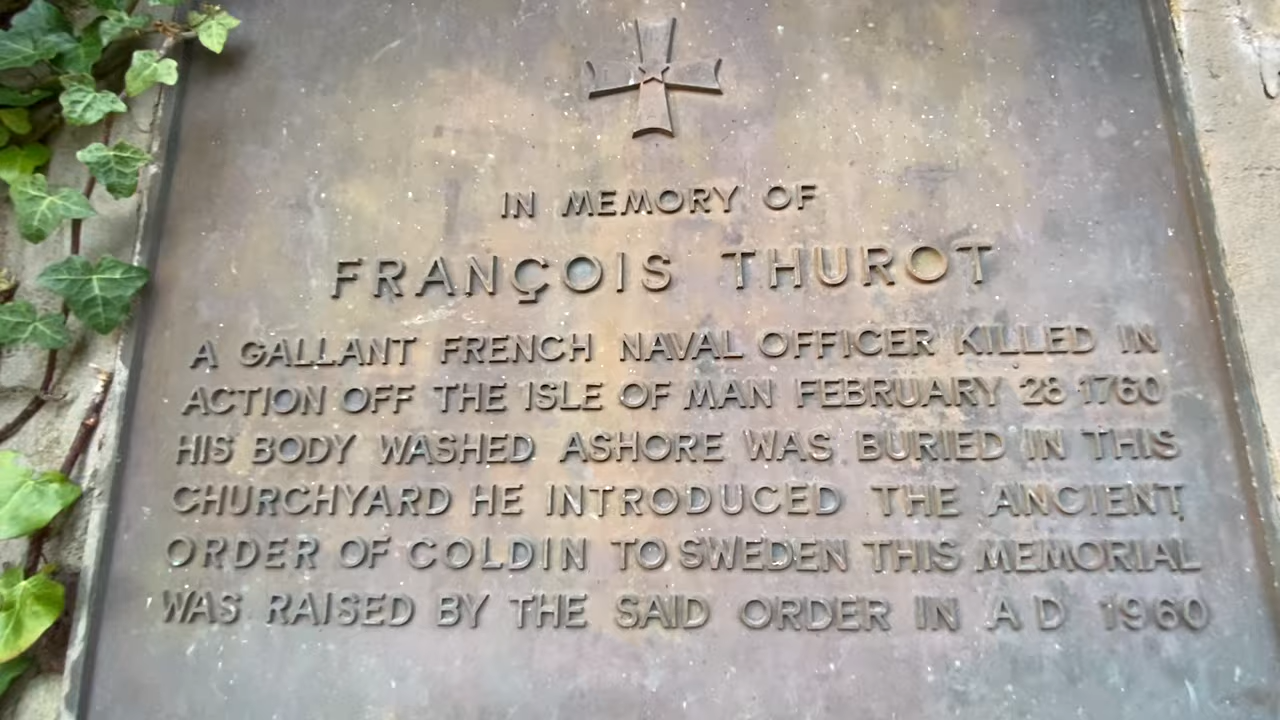 IN MEMORY OF
FRANÇOIS THUROT
A GALLANT FRENCH NAVAL OFFICER KILLED IN
ACTION OFF THE ISLE OF MAN FEBRUARY 28 1760
HIS BODY WASHED ASHORE WAS BURIED IN THIS
CHURCHYARD HE INTRODUCED THE ANCIENT
ORDER OF COLDIN TO SWEDEN THIS MEMORIAL
WAS RAISED BY THE SAID ORDER IN A D 1960